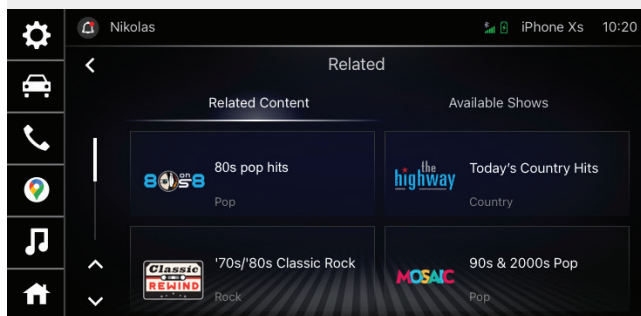 Nikolas
iPhone Xs 10:20
Related
Related Content Available Shows
80s on 8
80s pop hits
Pop
the highway
Today's Country Hits
Country
Classic
REWIND
'70s/'80s Classic Rock
Rock
MOSAIC
90s & 2000s Pop
Pop